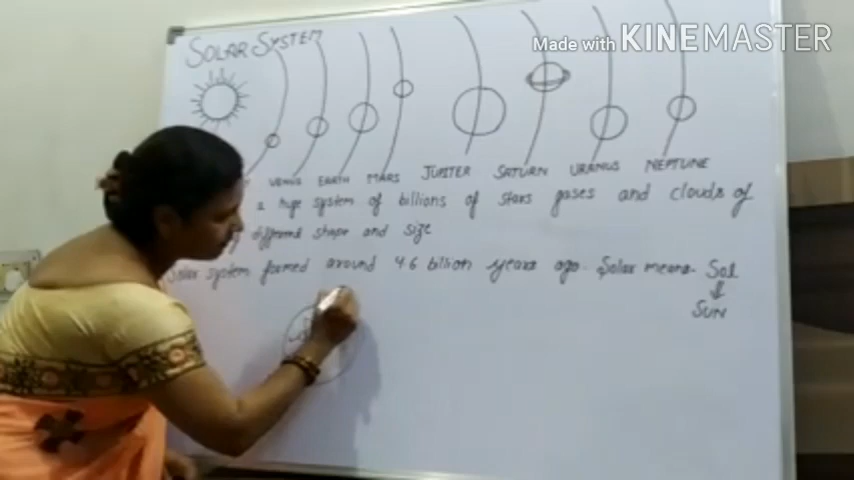 Made with KINEMASTER
SOLAR SYSTEM
VENUS EARTH MARS JUPITER SATURN URANUS NEPTUNE
a huge system of billions of stars gases and clouds of
different shape and size
Solar system formed around 4.6 billion years ago. Solar means Sol
SUN